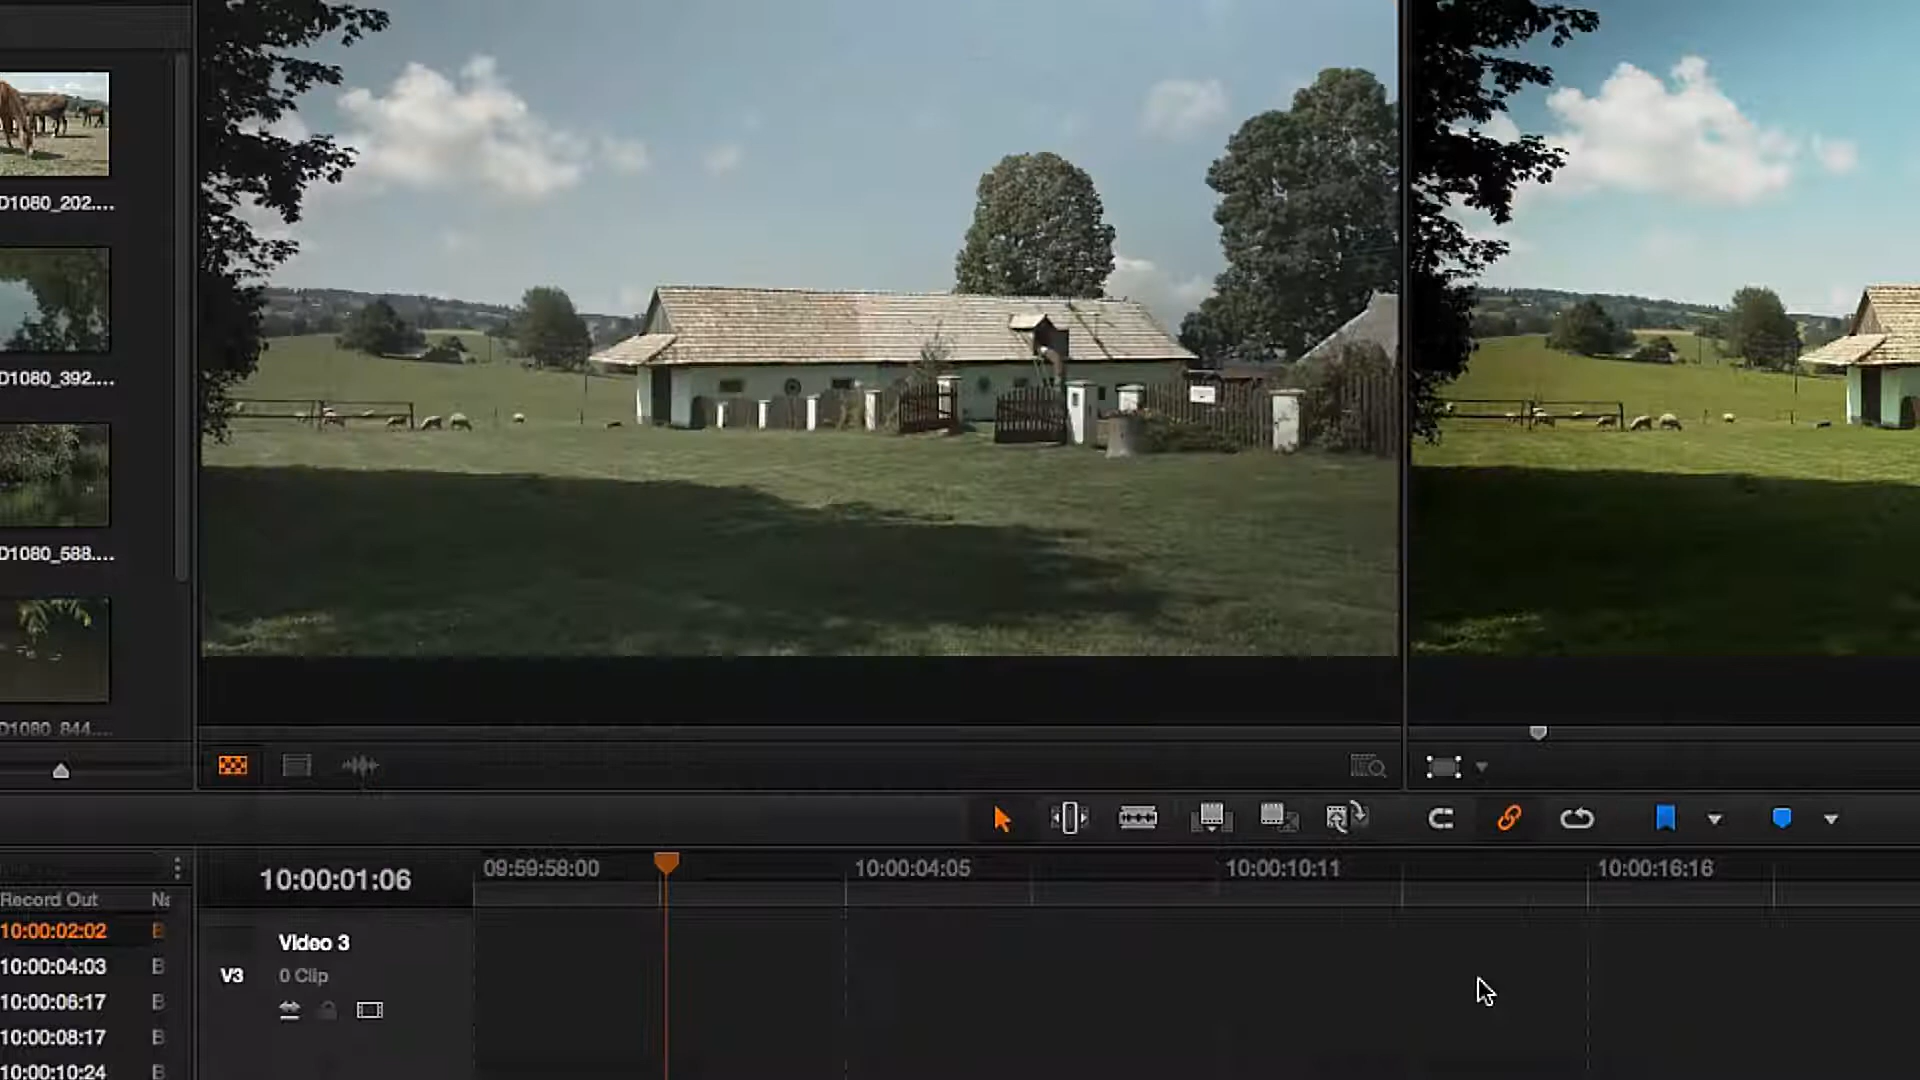 D1080_202....
D1080_392....
D1080_588....
D1080_844....
10:00:01:06
09:59:58:00
10:00:04:05
10:00:10:11
10:00:16:16
Record Out
10:00:02:02
10:00:04:03
10:00:06:17
10:00:08:17
10:00:10:24
Video 3
V3
0 Clip